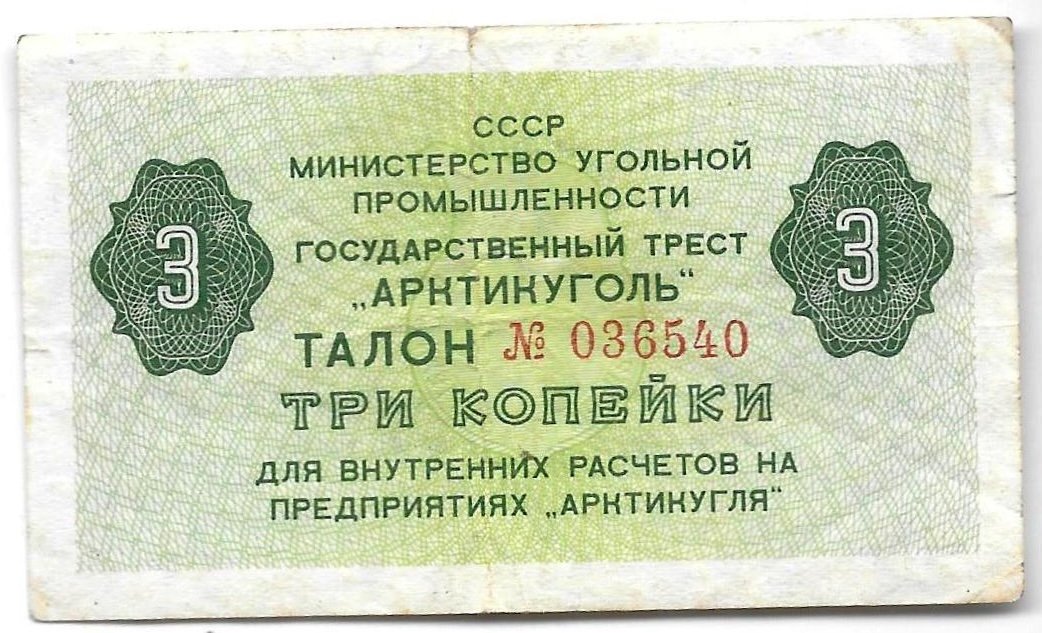 СССР
МИНИСТЕРСТВО УГОЛЬНОЙ
ПРОМЫШЛЕННОСТИ
ГОСУДАРСТВЕННЫЙ ТРЕСТ
„АРКТИКУГОЛЬ“
3 3
ТАЛОН № 036540
ТРИ КОПЕЙКИ
ДЛЯ ВНУТРЕННИХ РАСЧЕТОВ НА
ПРЕДПРИЯТИЯХ „АРКТИКУГЛЯ“